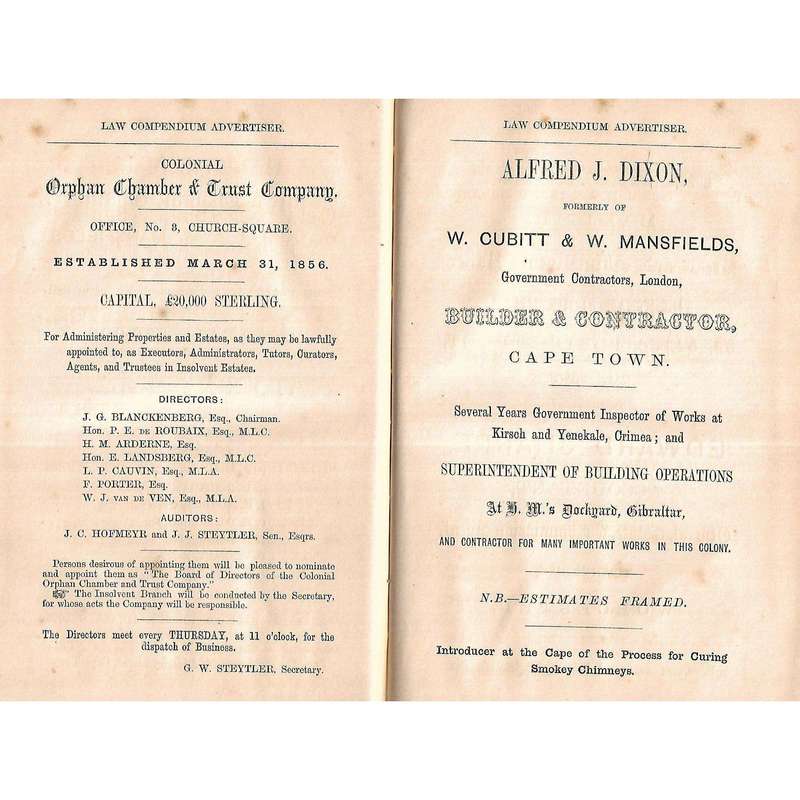 LAW COMPENDIUM ADVERTISER.
COLONIAL
Orphan Chamber & Trust Company.
OFFICE, No. 3, CHURCH-SQUARE.
ESTABLISHED MARCH 31, 1856.
CAPITAL, £20,000 STERLING.
For Administering Properties and Estates, as they may be lawfully
appointed to, as Executors, Administrators, Tutors, Curators,
Agents, and Trustees in Insolvent Estates.
DIRECTORS:
J. G. BLANCKENBERG, Esq., Chairman.
Hon. P. E. DE ROUBAIX, Esq., M.L.C.
H. M. ARDERNE, Esq.
Hon. E. LANDSBERG, Esq., M.L.C.
L. P. CAUVIN, Esq., M.L.A.
F. PORTER, Esq.
W. J. VAN DE VEN, Esq., M.L.A.
AUDITORS:
J. C. HOFMEYR and J. J. STEYTLER, Sen., Esqrs.
Persons desirous of appointing them will be pleased to nominate
and appoint them as "The Board of Directors of the Colonial
Orphan Chamber and Trust Company."
☞ The Insolvent Branch will be conducted by the Secretary,
for whose acts the Company will be responsible.
The Directors meet every THURSDAY, at 11 o'clock, for the
dispatch of Business.
G. W. STEYTLER, Secretary.
LAW COMPENDIUM ADVERTISER.
ALFRED J. DIXON,
FORMERLY OF
W. CUBITT & W. MANSFIELDS,
Government Contractors, London,
BUILDER & CONTRACTOR,
CAPE TOWN.
Several Years Government Inspector of Works at
Kirsch and Yenekale, Crimea; and
SUPERINTENDENT OF BUILDING OPERATIONS
At H. M.'s Dockyard, Gibraltar,
AND CONTRACTOR FOR MANY IMPORTANT WORKS IN THIS COLONY.
N.B.—ESTIMATES FRAMED.
Introducer at the Cape of the Process for Curing
Smokey Chimneys.